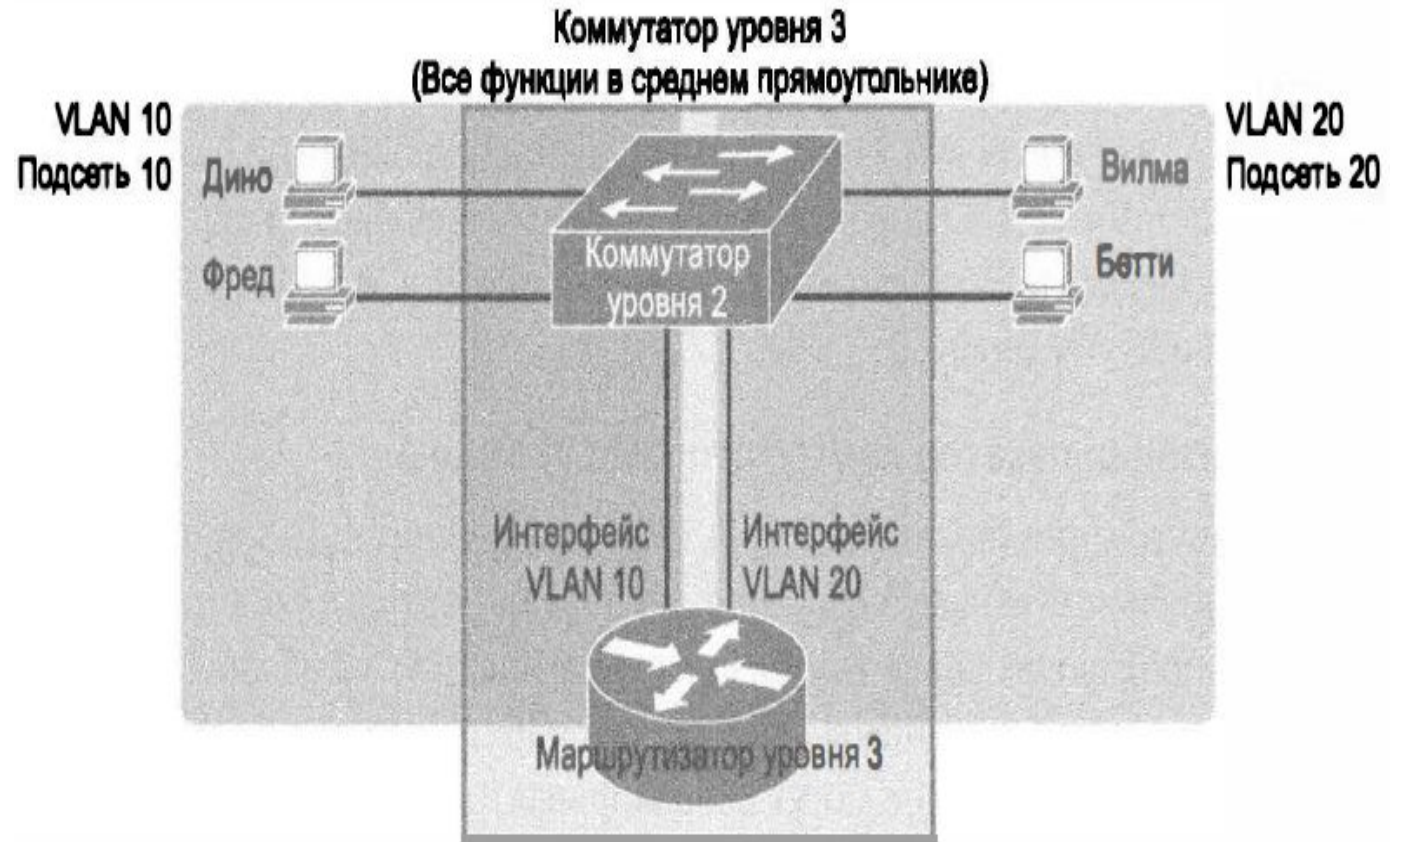 Коммутатор уровня 3
(Все функции в среднем прямоугольнике)
VLAN 10
Подсеть 10
VLAN 20
Подсеть 20
Дино
Фред
Вилма
Бетти
Коммутатор
уровня 2
Интерфейс
VLAN 10
Интерфейс
VLAN 20
Маршрутизатор уровня 3